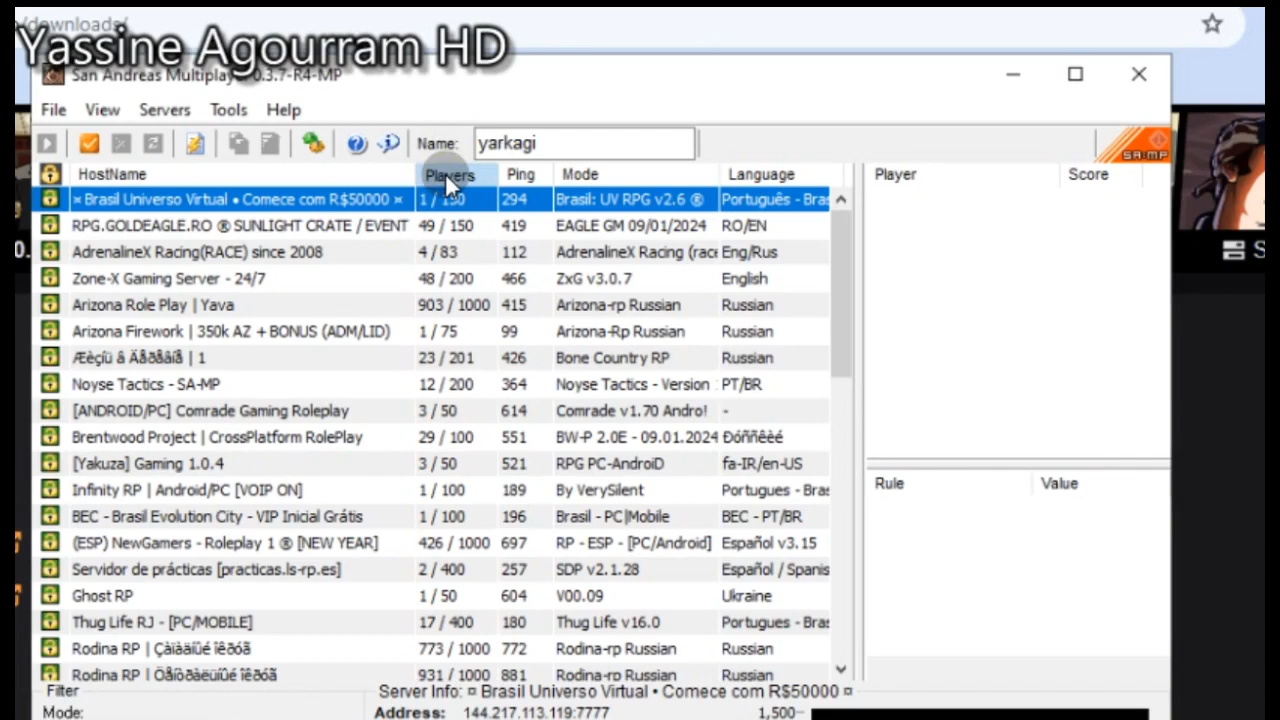 /downloads/
Yassine Agourram HD
San Andreas Multiplayer 0.3.7-R4-MP
File View Servers Tools Help
Name: yarkagi
SA:MP
HostName Players Ping Mode Language Player Score
¤ Brasil Universo Virtual • Comece com R$50000 ¤ 1 / 150 294 Brasil: UV RPG v2.6 ® Português - Bras
RPG.GOLDEAGLE.RO ® SUNLIGHT CRATE / EVENT 49 / 150 419 EAGLE GM 09/01/2024 RO/EN
AdrenalineX Racing(RACE) since 2008 4 / 83 112 AdrenalineX Racing (race Eng/Rus
Zone-X Gaming Server - 24/7 48 / 200 466 ZxG v3.0.7 English
Arizona Role Play | Yava 903 / 1000 415 Arizona-rp Russian Russian
Arizona Firework | 350k AZ + BONUS (ADM/LID) 1 / 75 99 Arizona-Rp Russian Russian
Æèçíü â Äåðåâíå | 1 23 / 201 426 Bone Country RP Russian
Noyse Tactics - SA-MP 12 / 200 364 Noyse Tactics - Version PT/BR
[ANDROID/PC] Comrade Gaming Roleplay 3 / 50 614 Comrade v1.70 Andro! -
Brentwood Project | CrossPlatform RolePlay 29 / 100 551 BW-P 2.0E - 09.01.2024 Ðóññêèé
[Yakuza] Gaming 1.0.4 3 / 50 521 RPG PC-AndroiD fa-IR/en-US
Infinity RP | Android/PC [VOIP ON] 1 / 100 189 By VerySilent Portugues - Bras
BEC - Brasil Evolution City - VIP Inicial Grátis 1 / 100 196 Brasil - PC|Mobile BEC - PT/BR
(ESP) NewGamers - Roleplay 1 ® [NEW YEAR] 426 / 1000 697 RP - ESP - [PC/Android] Español v3.15
Servidor de prácticas [practicas.ls-rp.es] 2 / 400 257 SDP v2.1.28 Español / Spanis
Ghost RP 1 / 50 604 V00.09 Ukraine
Thug Life RJ - [PC/MOBILE] 17 / 400 180 Thug Life v16.0 Portugues - Bras
Rodina RP | 773 / 1000 772 Rodina-rp Russian Russian
Rodina RP | 931 / 1000 881 Rodina-rp Russian Russian
Rule Value
Filter
Server Info: ¤ Brasil Universo Virtual • Comece com R$50000 ¤
Mode:
Address: 144.217.113.119:7777
1,500